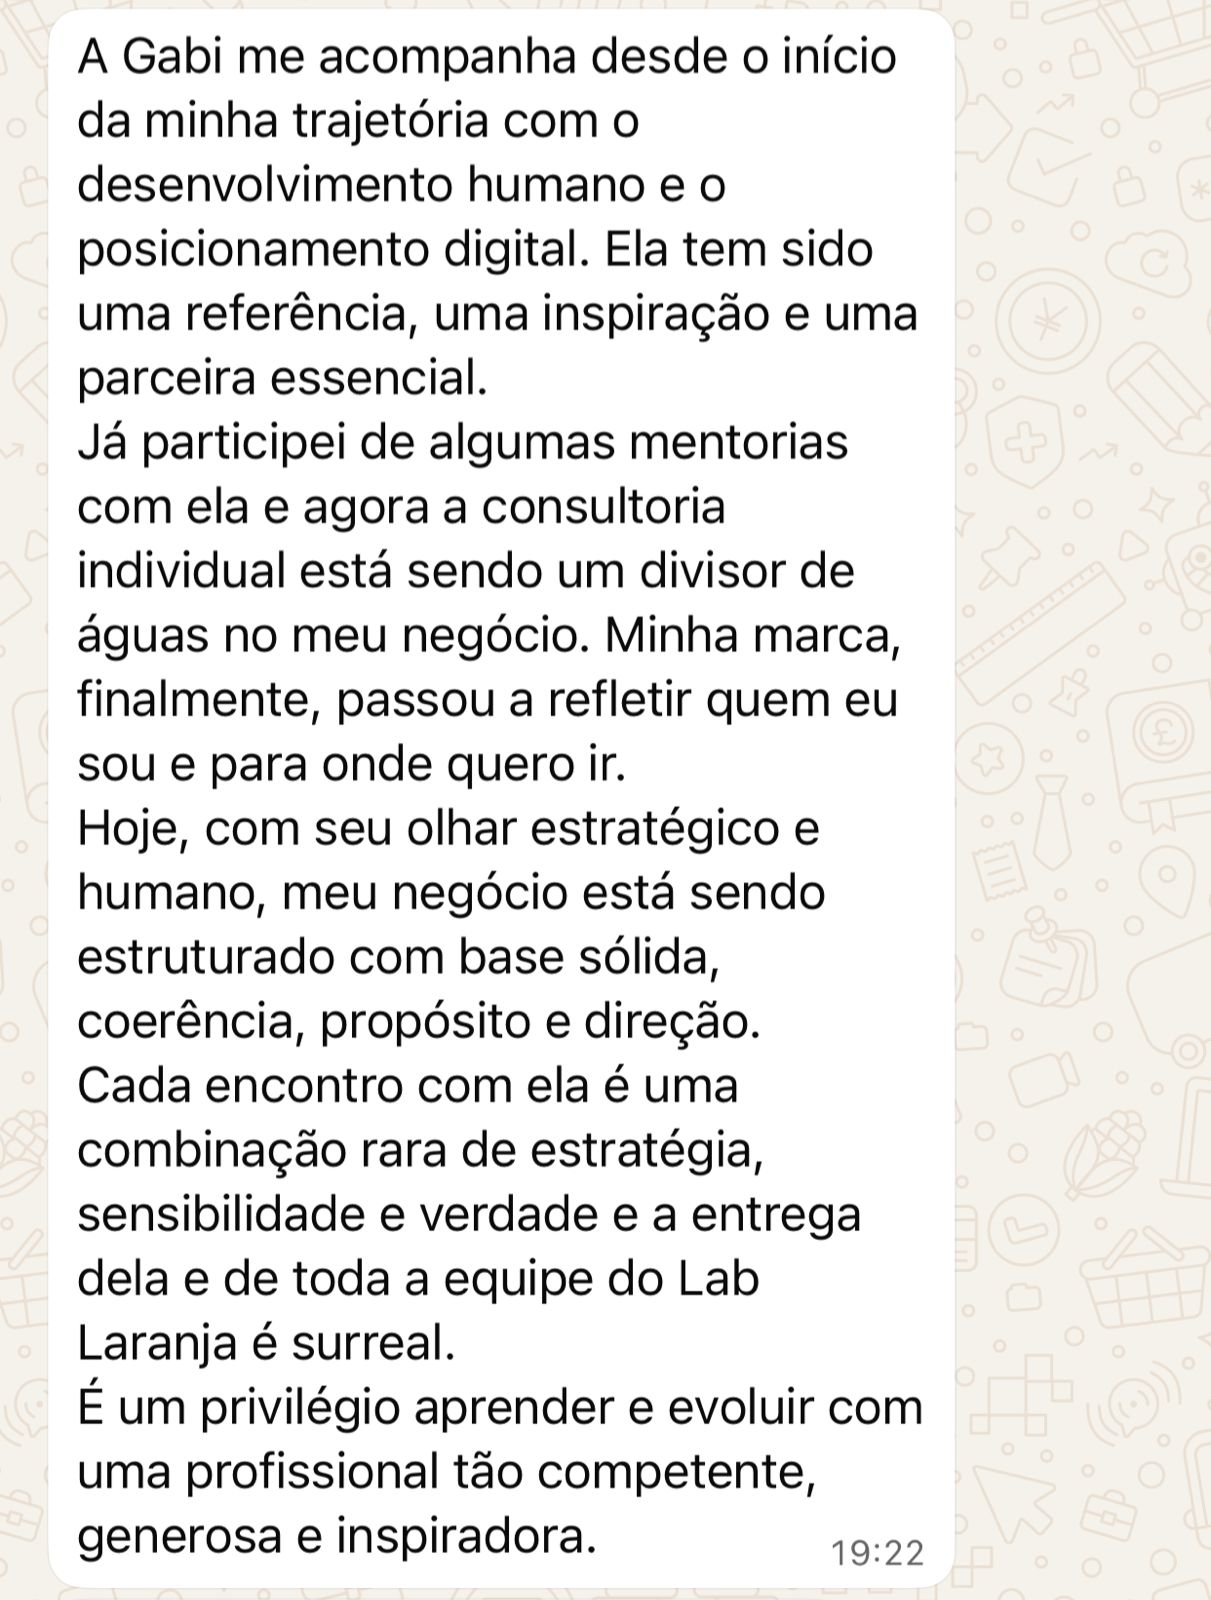 A Gabi me acompanha desde o início
da minha trajetória com o
desenvolvimento humano e o
posicionamento digital. Ela tem sido
uma referência, uma inspiração e uma
parceira essencial.
Já participei de algumas mentorias
com ela e agora a consultoria
individual está sendo um divisor de
águas no meu negócio. Minha marca,
finalmente, passou a refletir quem eu
sou e para onde quero ir.
Hoje, com seu olhar estratégico e
humano, meu negócio está sendo
estruturado com base sólida,
coerência, propósito e direção.
Cada encontro com ela é uma
combinação rara de estratégia,
sensibilidade e verdade e a entrega
dela e de toda a equipe do Lab
Laranja é surreal.
É um privilégio aprender e evoluir com
uma profissional tão competente,
generosa e inspiradora.
19:22